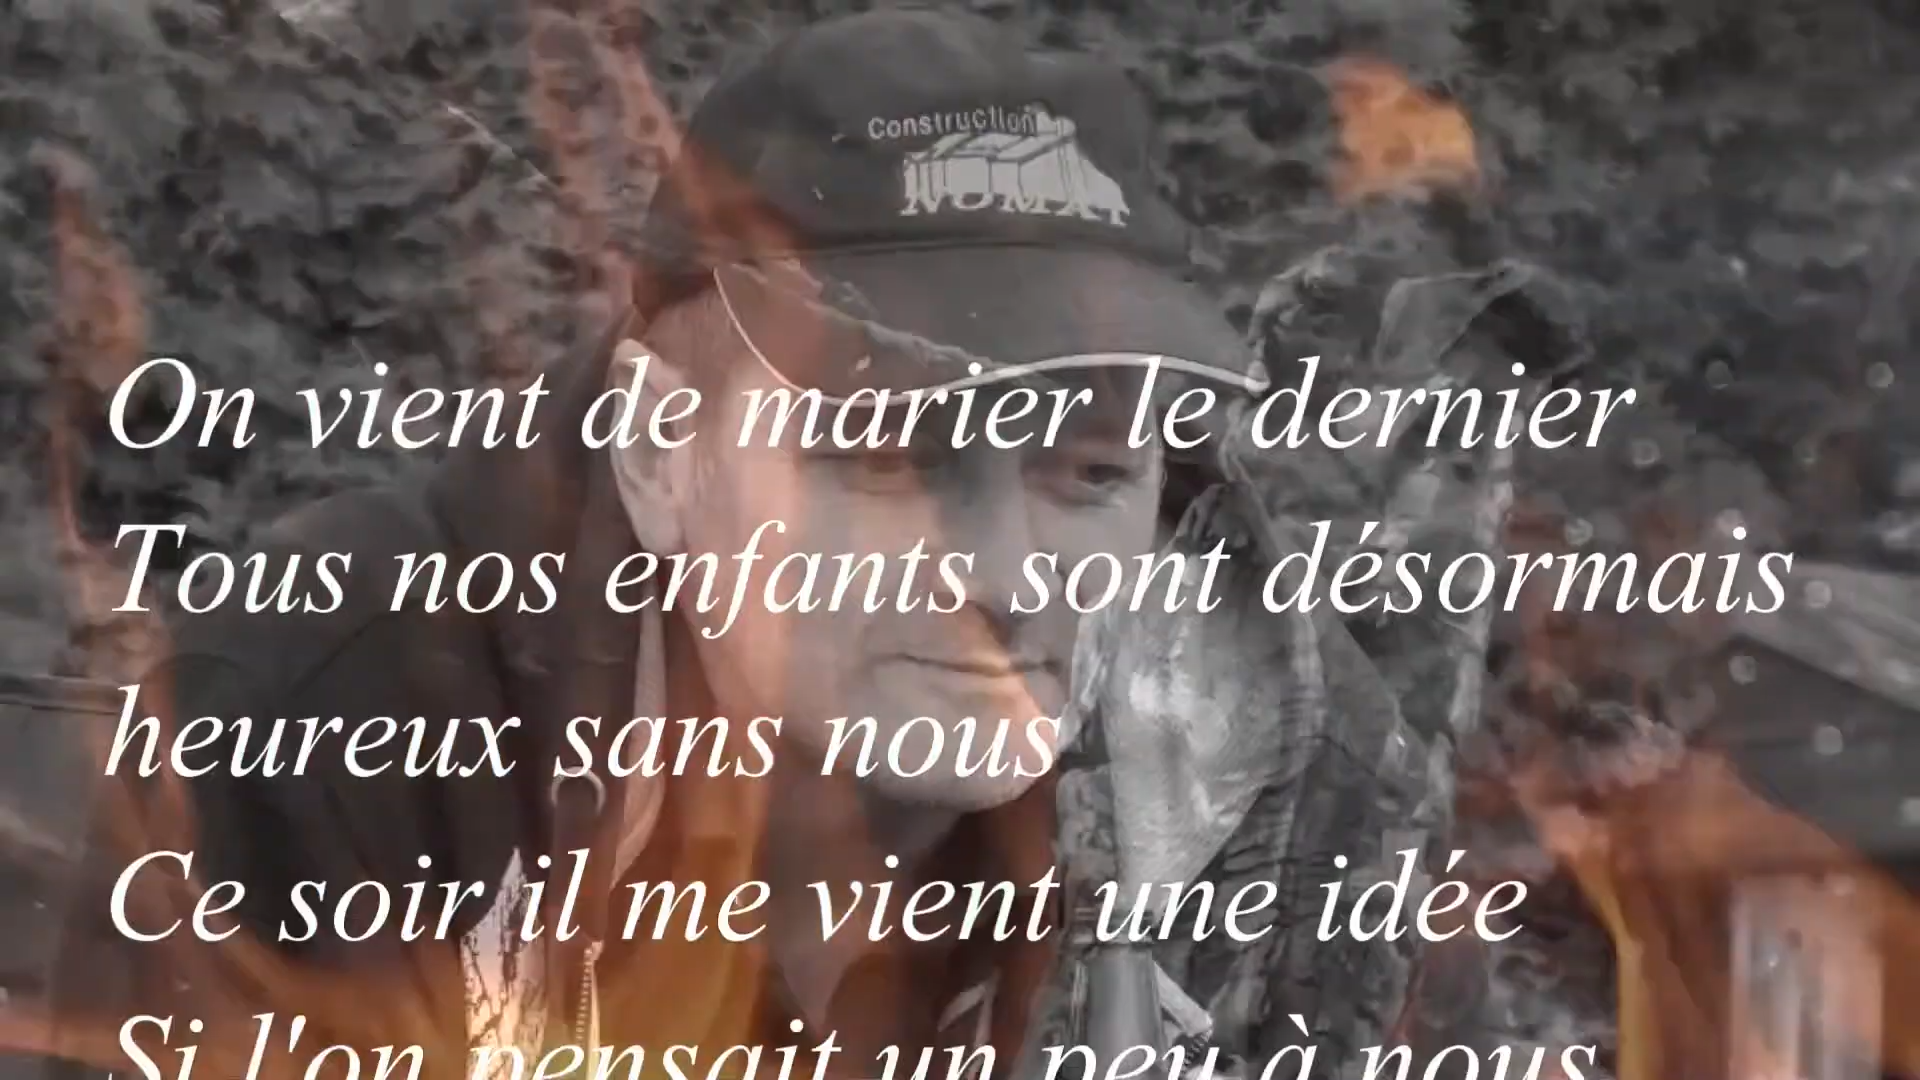 Construction
NOMAT
On vient de marier le dernier
Tous nos enfants sont désormais
heureux sans nous
Ce soir il me vient une idée
Si l'on pensait un peu à nous